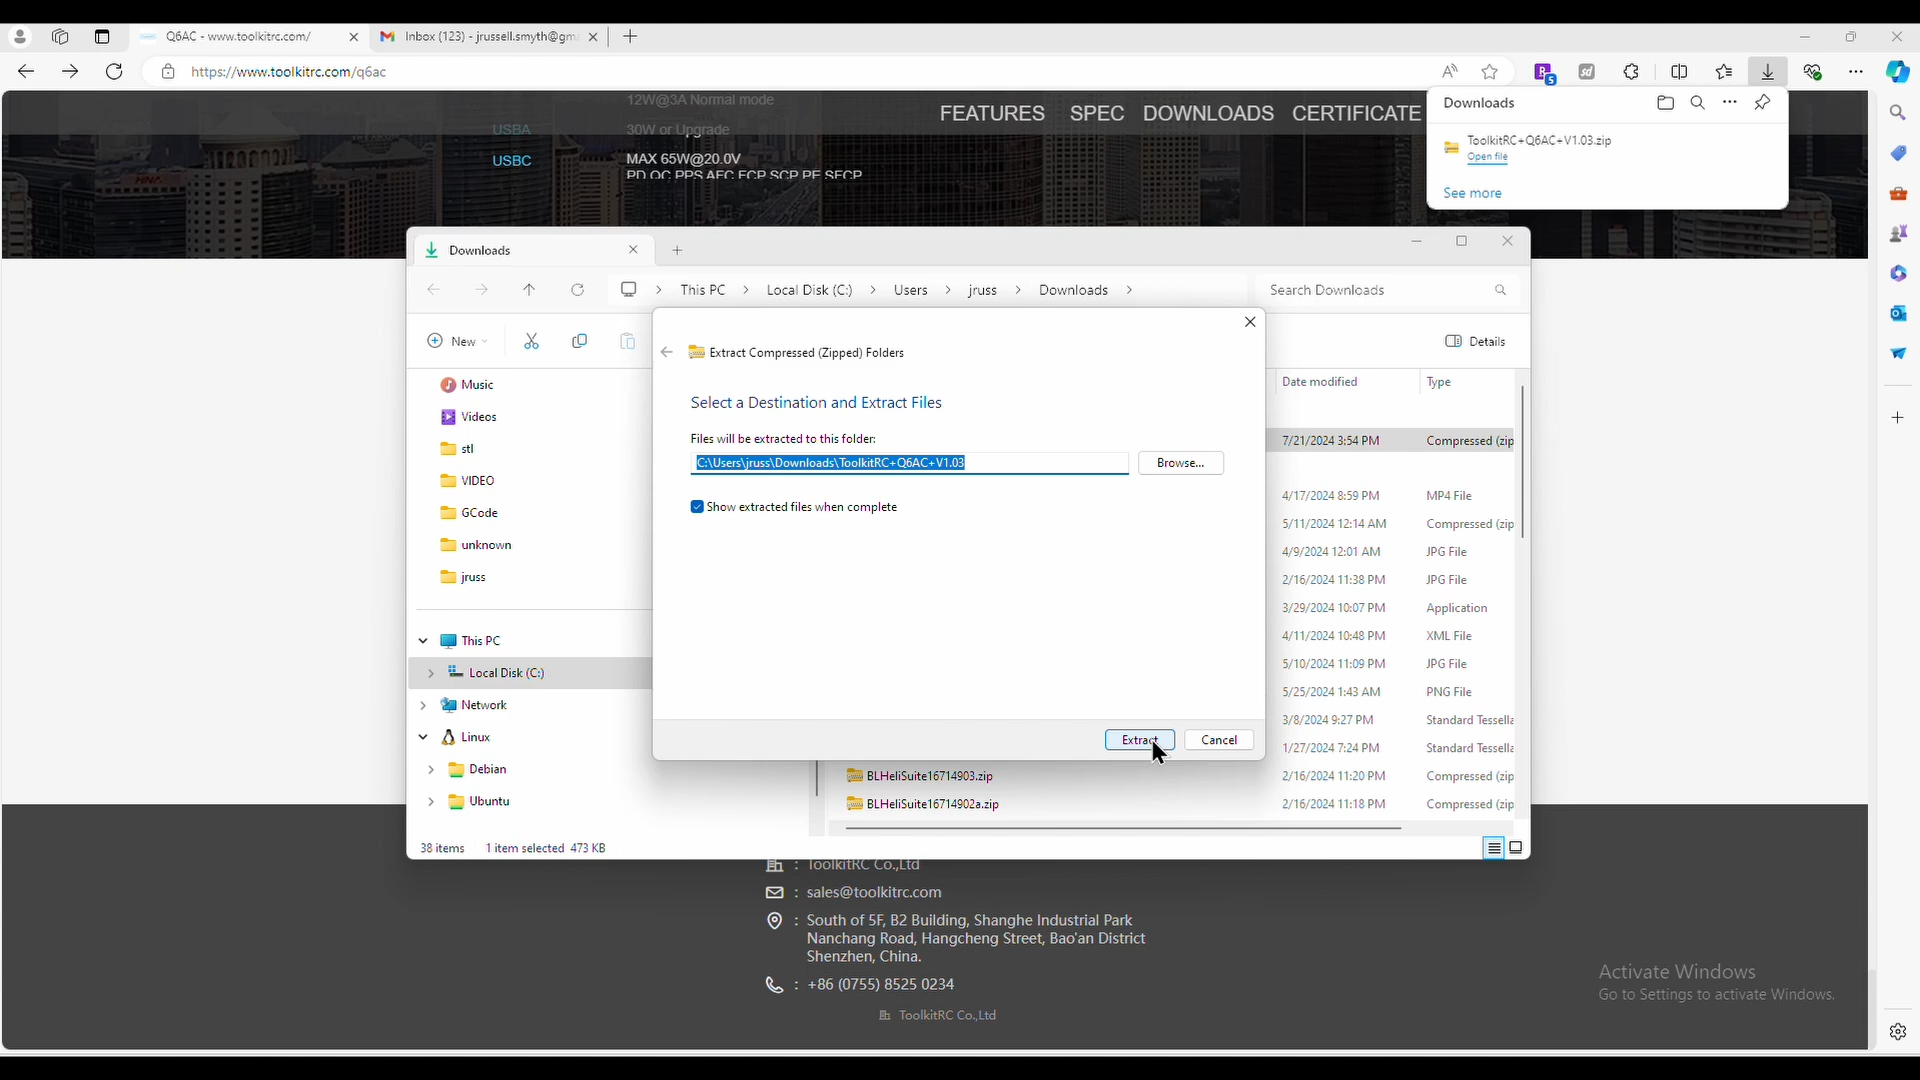 Q6AC - www.toolkitrc.com/
Inbox (123) - jrussell.smyth@gm
https://www.toolkitrc.com/q6ac
12W@3A Normal mode
USBA 30W or Upgrade
USBC MAX 65W@20.0V
PD QC PPS AFC FCP SCP PE SFCP
FEATURES SPEC DOWNLOADS CERTIFICATE
5
sd
Downloads
ToolkitRC+Q6AC+V1.03.zip
Open file
See more
Downloads
This PC > Local Disk (C:) > Users > jruss > Downloads >
Search Downloads
New
Details
Music
Videos
stl
VIDEO
GCode
unknown
jruss
This PC
Local Disk (C:)
Network
Linux
Debian
Ubuntu
38 items 1 item selected 473 KB
Extract Compressed (Zipped) Folders
Select a Destination and Extract Files
Files will be extracted to this folder:
C:\Users\jruss\Downloads\ToolkitRC+Q6AC+V1.03
Browse...
Show extracted files when complete
Extract
Cancel
Date modified Type
7/21/2024 3:54 PM Compressed (zip
4/17/2024 8:59 PM MP4 File
5/11/2024 12:14 AM Compressed (zip
4/9/2024 12:01 AM JPG File
2/16/2024 11:38 PM JPG File
3/29/2024 10:07 PM Application
4/11/2024 10:48 PM XML File
5/10/2024 11:09 PM JPG File
5/25/2024 1:43 AM PNG File
3/8/2024 9:27 PM Standard Tessella
1/27/2024 7:24 PM Standard Tessella
BLHeliSuite16714903.zip 2/16/2024 11:20 PM Compressed (zip
BLHeliSuite16714902a.zip 2/16/2024 11:18 PM Compressed (zip
: ToolkitRC Co.,Ltd
: sales@toolkitrc.com
: South of 5F, B2 Building, Shanghe Industrial Park
Nanchang Road, Hangcheng Street, Bao'an District
Shenzhen, China.
: +86 (0755) 8525 0234
ToolkitRC Co.,Ltd
Activate Windows
Go to Settings to activate Windows.